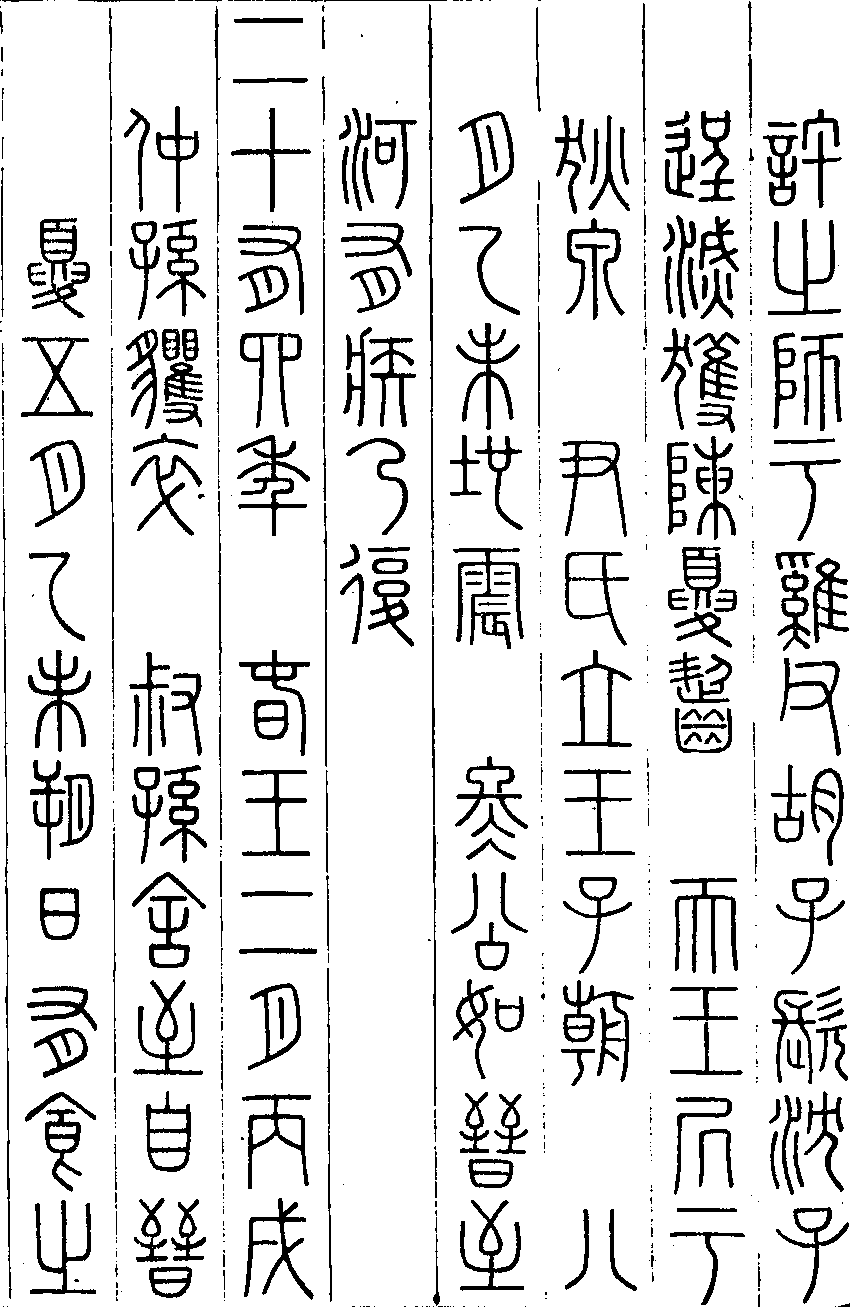 許之師于雞父胡子髡沈子
逞滅獲陳夏齧　天王凥于
狄泉　尹氏立王子朝　八
月乙未地震　冬公如晉至
河有疾乃復
二十有四年　春王二月丙戌
仲孫貜卒　叔孫舍至自晉
夏五月乙未朔日有食之